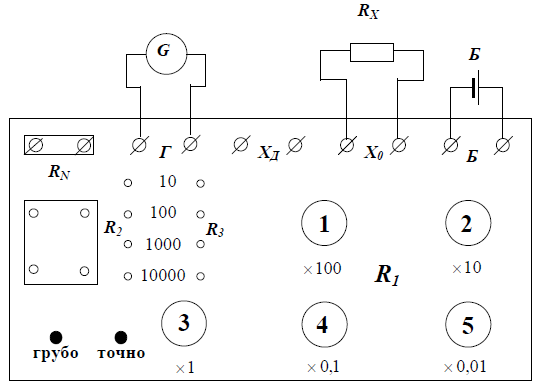 R_X
G
Б
R_N Г X_Д X_0 Б
10
100
R_2 R_3
1000
10000
1 2
×100 R_1 ×10
3 4 5
грубо точно
×1 ×0,1 ×0,01